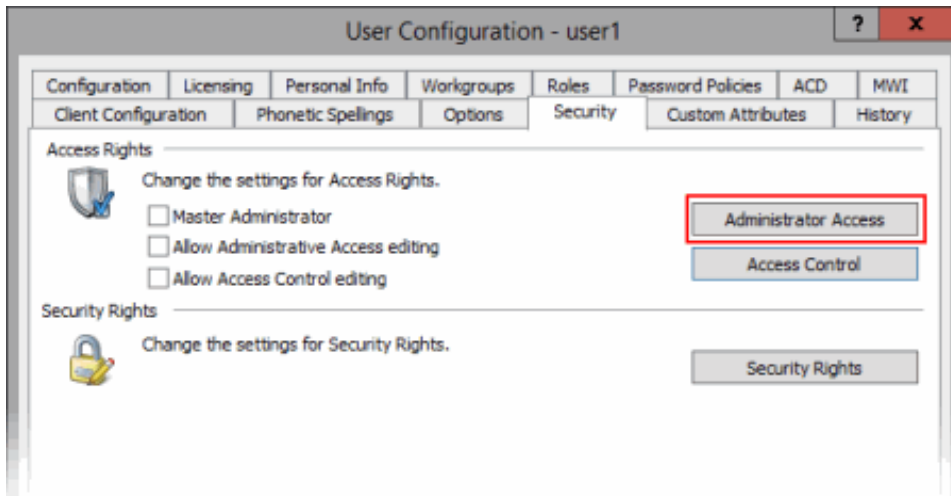 User Configuration - user1
? x
Configuration Licensing Personal Info Workgroups Roles Password Policies ACD MWI
Client Configuration Phonetic Spellings Options Security Custom Attributes History
Access Rights
Change the settings for Access Rights.
Master Administrator
Administrator Access
Allow Administrative Access editing
Access Control
Allow Access Control editing
Security Rights
Change the settings for Security Rights.
Security Rights